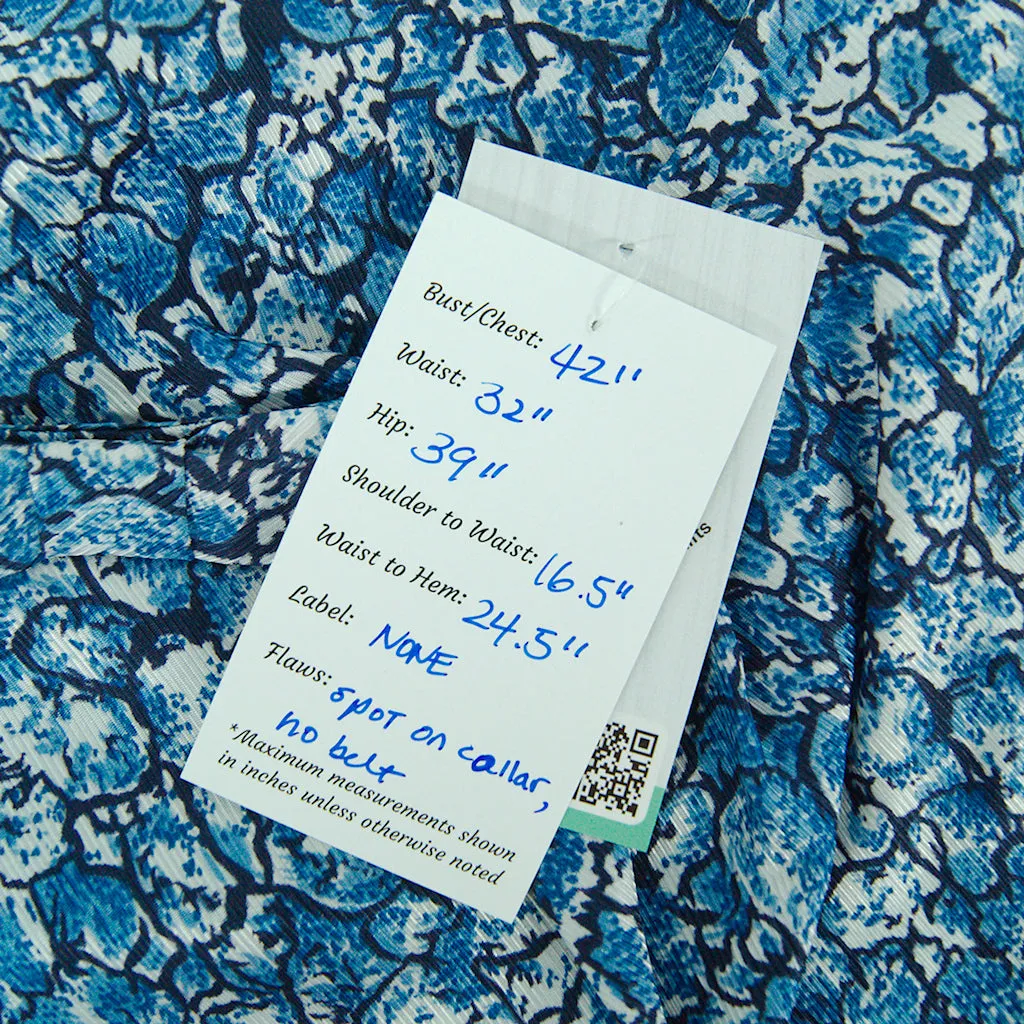 Bust/Chest: 42"
Waist: 32"
Hip: 39"
Shoulder to Waist: 16.5"
Waist to Hem: 24.5"
Label: NONE
Flaws: spot on collar,
no belt
*Maximum measurements shown
in inches unless otherwise noted